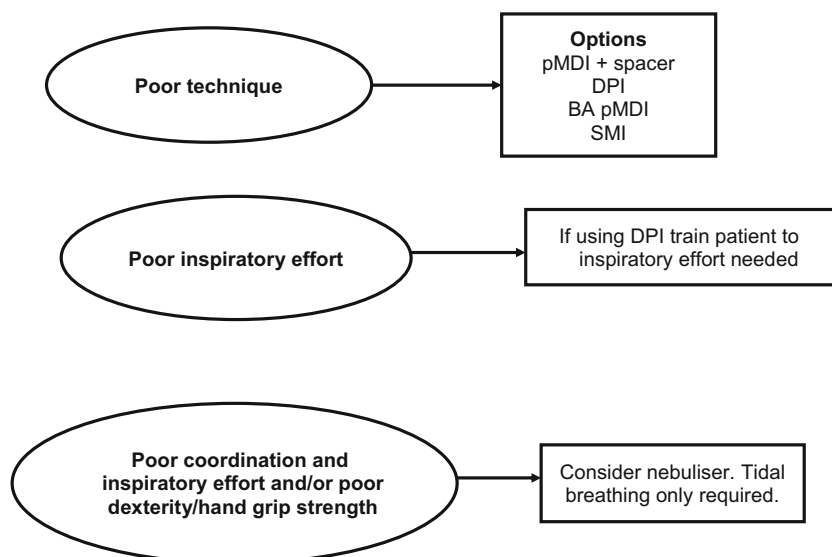 Poor technique
Options
pMDI + spacer
DPI
BA pMDI
SMI
Poor inspiratory effort
If using DPI train patient to
inspiratory effort needed
Poor coordination and
inspiratory effort and/or poor
dexterity/hand grip strength
Consider nebuliser. Tidal
breathing only required.